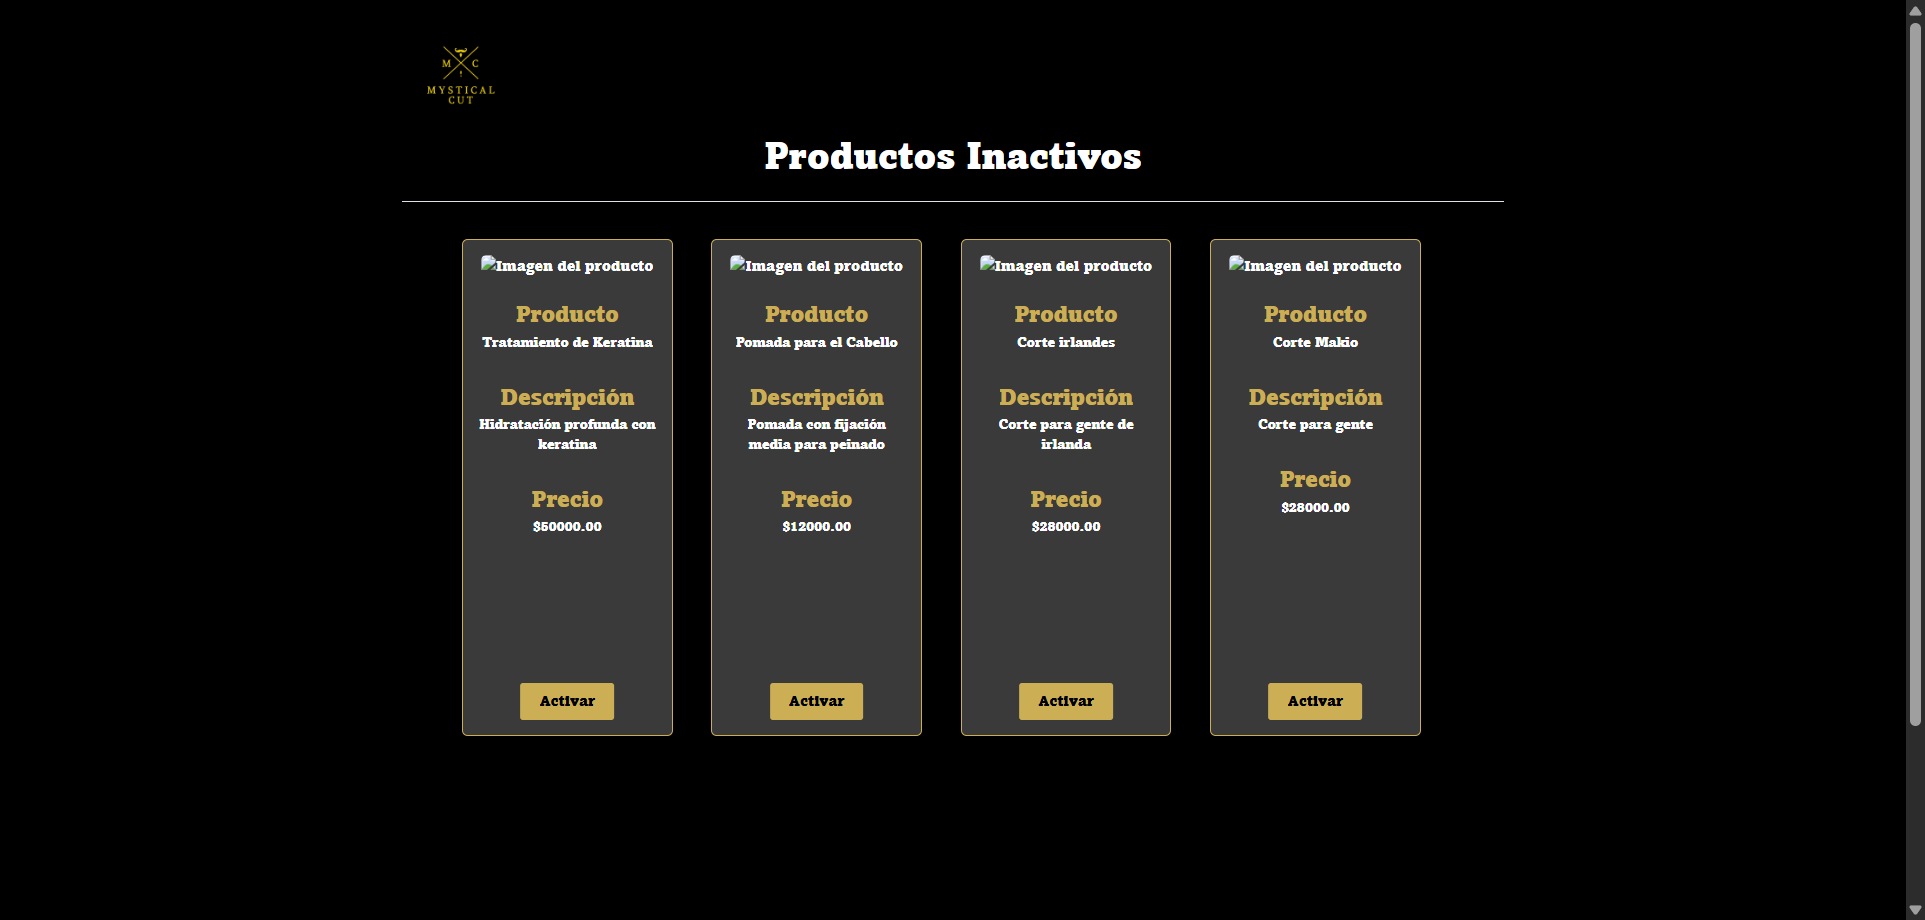 M C
MYSTICAL
CUT
Productos Inactivos
Imagen del producto
Producto
Tratamiento de Keratina
Descripción
Hidratación profunda con
keratina
Precio
$50000.00
Activar
Imagen del producto
Producto
Pomada para el Cabello
Descripción
Pomada con fijación
media para peinado
Precio
$12000.00
Activar
Imagen del producto
Producto
Corte irlandes
Descripción
Corte para gente de
irlanda
Precio
$28000.00
Activar
Imagen del producto
Producto
Corte Makio
Descripción
Corte para gente
Precio
$28000.00
Activar